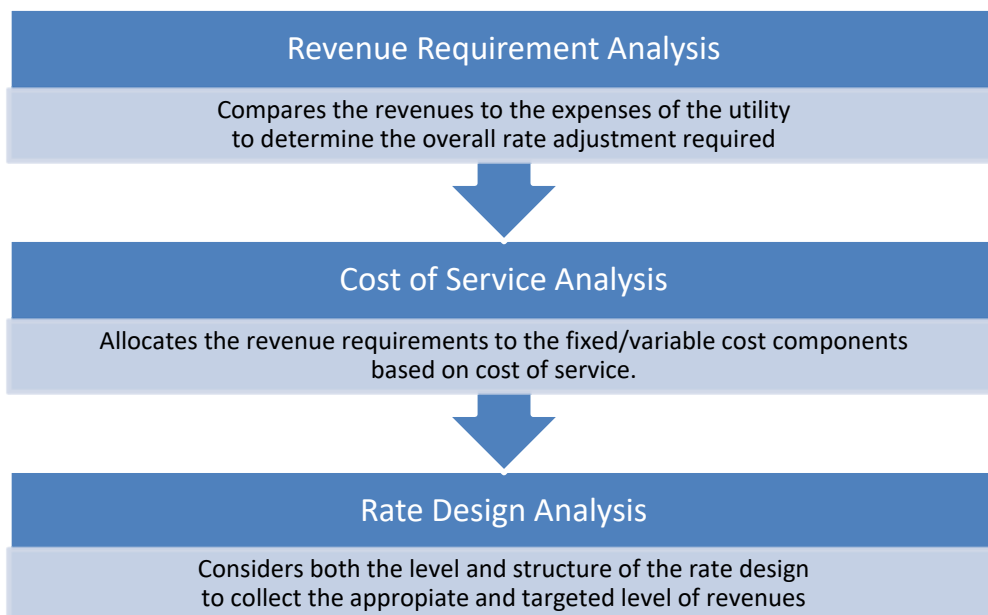 Revenue Requirement Analysis
Compares the revenues to the expenses of the utility
to determine the overall rate adjustment required
Cost of Service Analysis
Allocates the revenue requirements to the fixed/variable cost components
based on cost of service.
Rate Design Analysis
Considers both the level and structure of the rate design
to collect the appropiate and targeted level of revenues